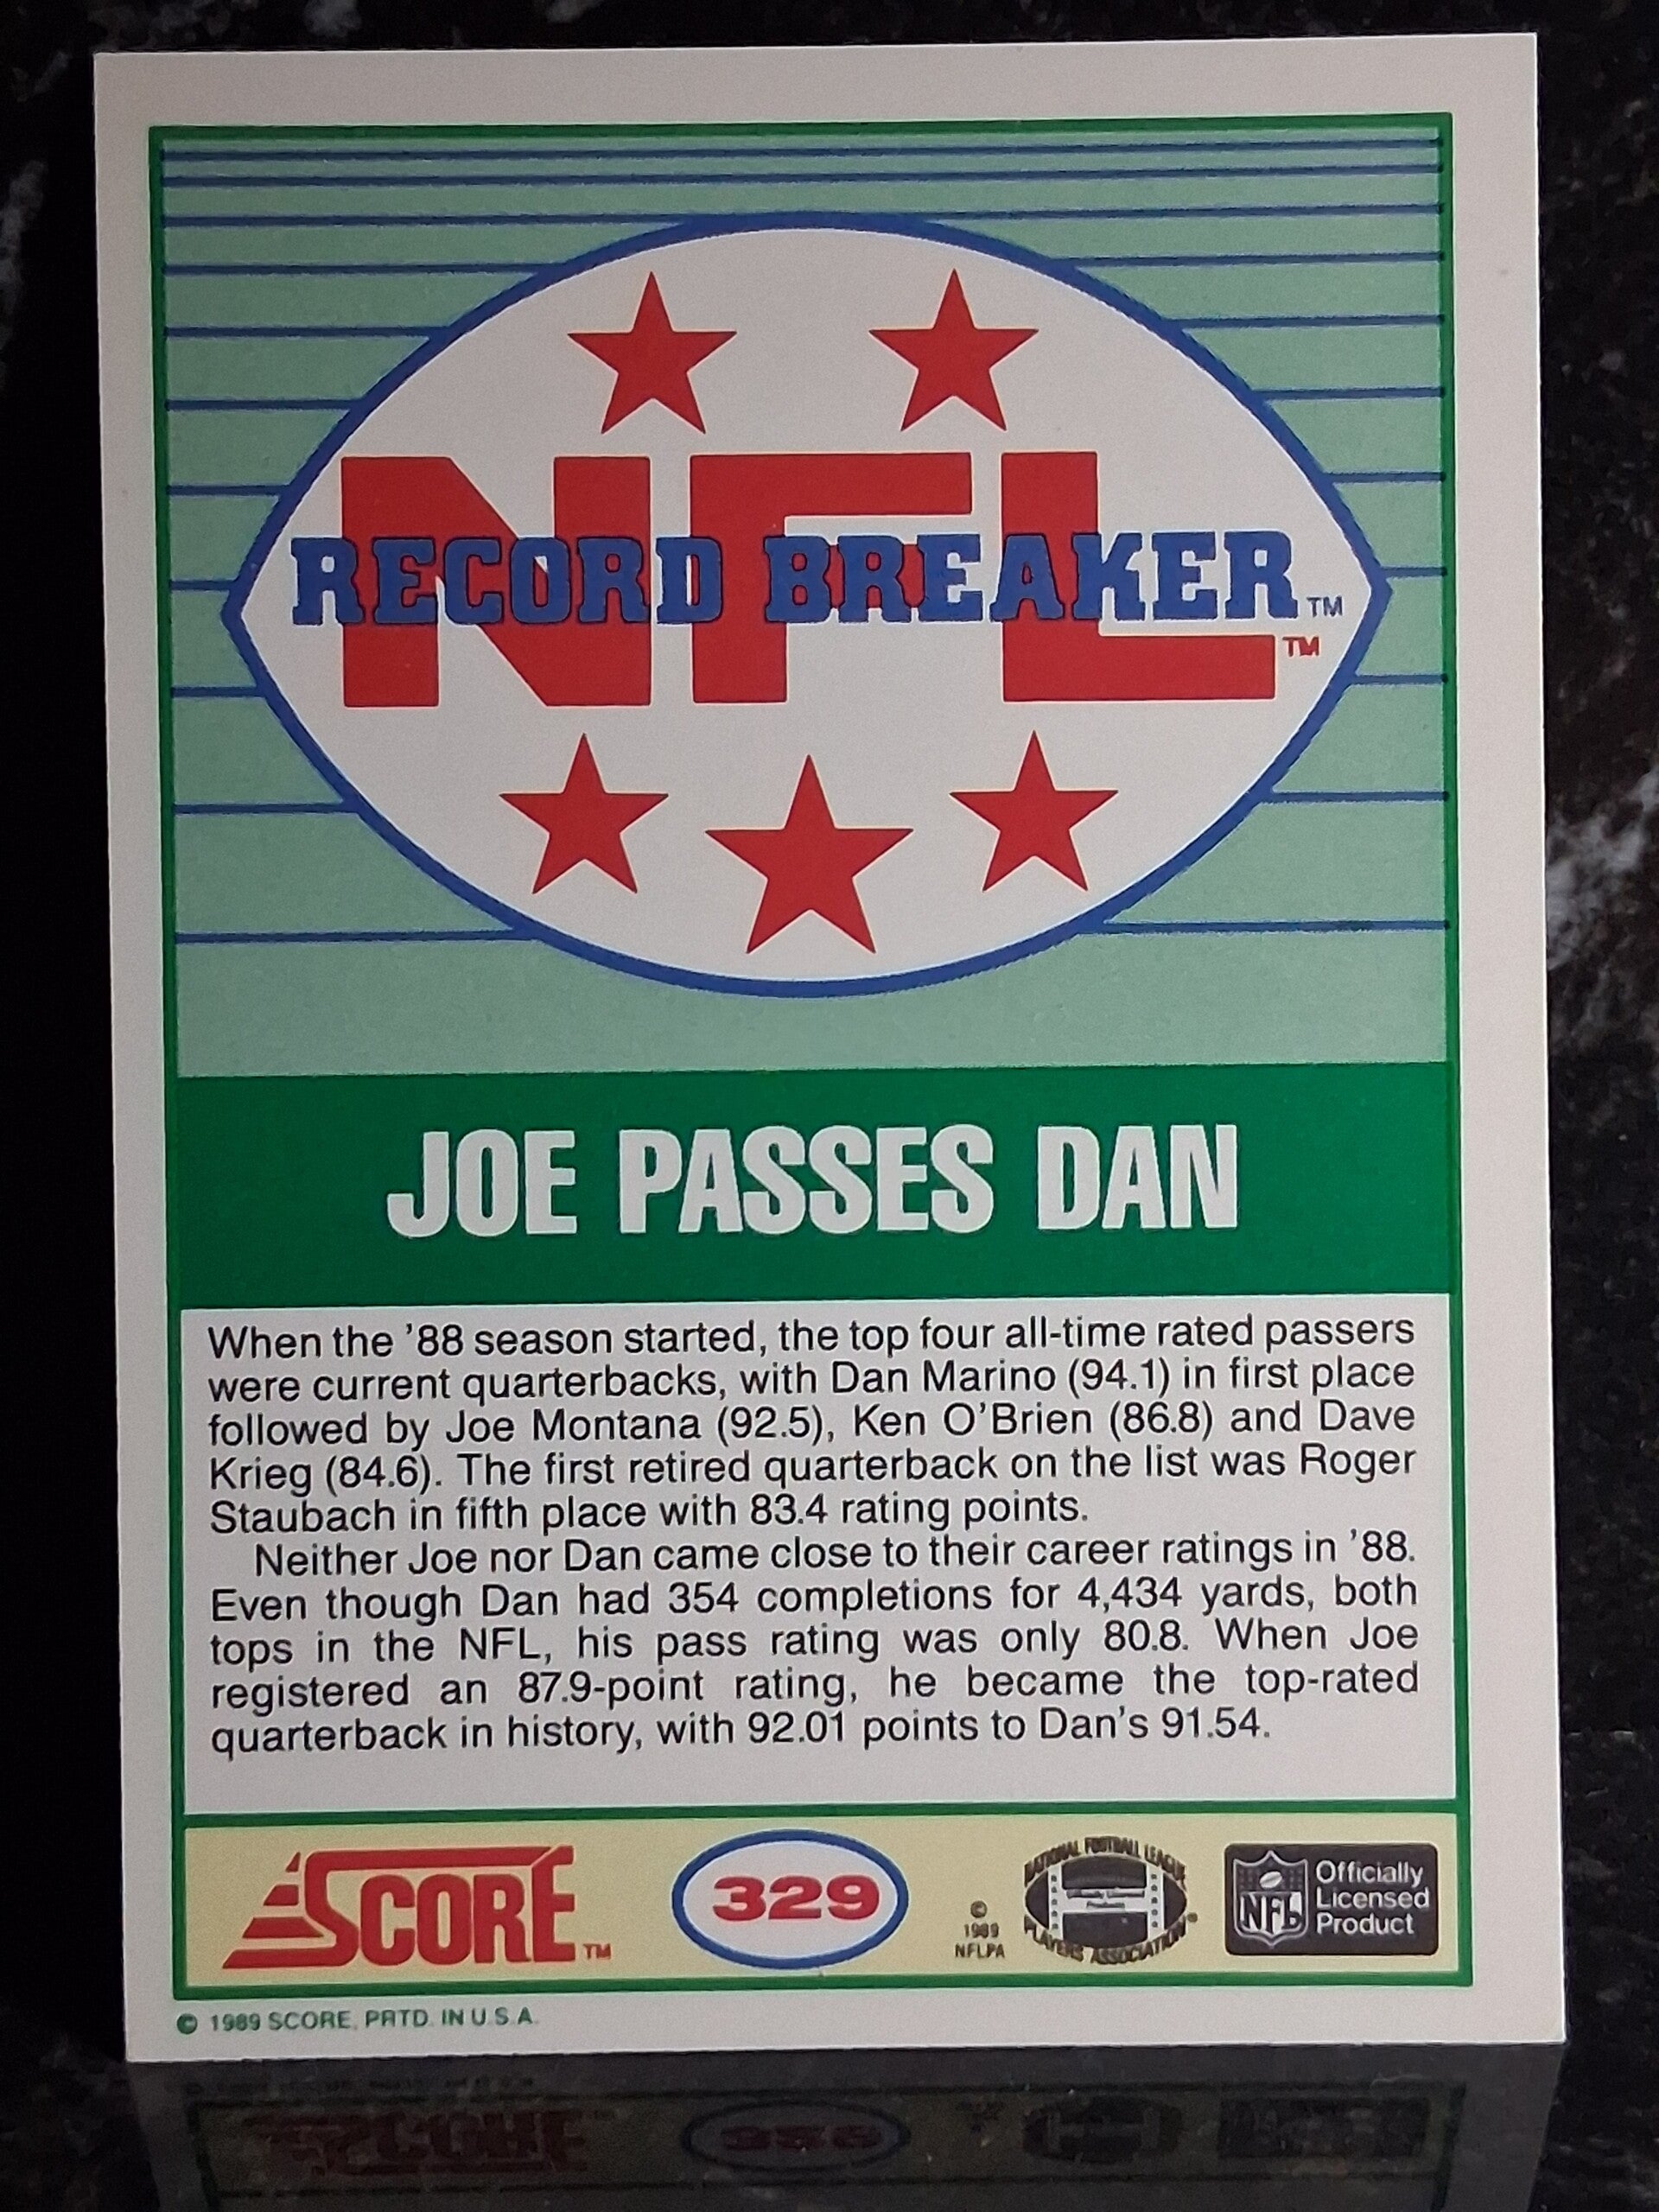 NFL
RECORD BREAKER™
™
JOE PASSES DAN
When the ’88 season started, the top four all-time rated passers
were current quarterbacks, with Dan Marino (94.1) in first place
followed by Joe Montana (92.5), Ken O’Brien (86.8) and Dave
Krieg (84.6). The first retired quarterback on the list was Roger
Staubach in fifth place with 83.4 rating points.
Neither Joe nor Dan came close to their career ratings in ’88.
Even though Dan had 354 completions for 4,434 yards, both
tops in the NFL, his pass rating was only 80.8. When Joe
registered an 87.9-point rating, he became the top-rated
quarterback in history, with 92.01 points to Dan’s 91.54.
SCORE™
329
©
1989
NFLPA
NATIONAL FOOTBALL LEAGUE
PLAYERS ASSOCIATION®
NFL
Officially
Licensed
Product
© 1989 SCORE, PRTD. IN U.S.A.